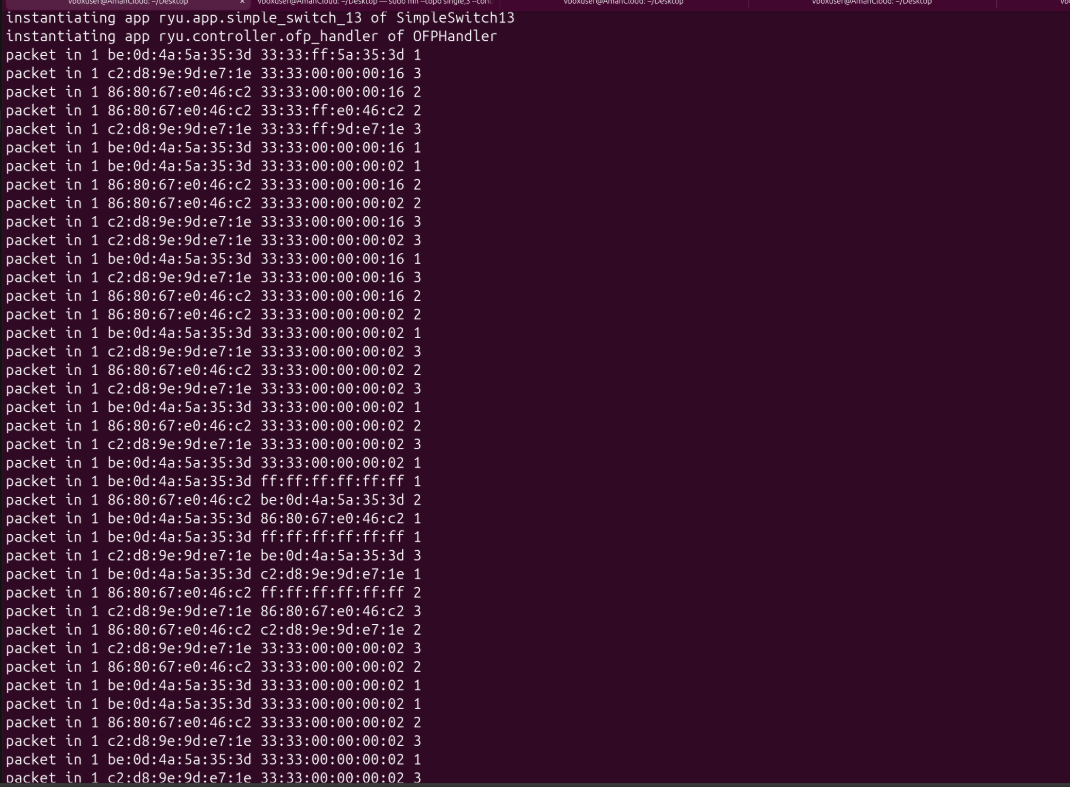 vboxuser@AmanCloud: ~/Desktop × vboxuser@AmanCloud: ~/Desktop — sudo mn --topo single,3 --con... vboxuser@AmanCloud: ~/Desktop vboxuser@AmanCloud: ~/Desktop
instantiating app ryu.app.simple_switch_13 of SimpleSwitch13
instantiating app ryu.controller.ofp_handler of OFPHandler
packet in 1 be:0d:4a:5a:35:3d 33:33:ff:5a:35:3d 1
packet in 1 c2:d8:9e:9d:e7:1e 33:33:00:00:00:16 3
packet in 1 86:80:67:e0:46:c2 33:33:00:00:00:16 2
packet in 1 86:80:67:e0:46:c2 33:33:ff:e0:46:c2 2
packet in 1 c2:d8:9e:9d:e7:1e 33:33:ff:9d:e7:1e 3
packet in 1 be:0d:4a:5a:35:3d 33:33:00:00:00:16 1
packet in 1 be:0d:4a:5a:35:3d 33:33:00:00:00:02 1
packet in 1 86:80:67:e0:46:c2 33:33:00:00:00:16 2
packet in 1 86:80:67:e0:46:c2 33:33:00:00:00:02 2
packet in 1 c2:d8:9e:9d:e7:1e 33:33:00:00:00:16 3
packet in 1 c2:d8:9e:9d:e7:1e 33:33:00:00:00:02 3
packet in 1 be:0d:4a:5a:35:3d 33:33:00:00:00:16 1
packet in 1 c2:d8:9e:9d:e7:1e 33:33:00:00:00:16 3
packet in 1 86:80:67:e0:46:c2 33:33:00:00:00:16 2
packet in 1 86:80:67:e0:46:c2 33:33:00:00:00:02 2
packet in 1 be:0d:4a:5a:35:3d 33:33:00:00:00:02 1
packet in 1 c2:d8:9e:9d:e7:1e 33:33:00:00:00:02 3
packet in 1 86:80:67:e0:46:c2 33:33:00:00:00:02 2
packet in 1 c2:d8:9e:9d:e7:1e 33:33:00:00:00:02 3
packet in 1 be:0d:4a:5a:35:3d 33:33:00:00:00:02 1
packet in 1 86:80:67:e0:46:c2 33:33:00:00:00:02 2
packet in 1 c2:d8:9e:9d:e7:1e 33:33:00:00:00:02 3
packet in 1 be:0d:4a:5a:35:3d 33:33:00:00:00:02 1
packet in 1 be:0d:4a:5a:35:3d ff:ff:ff:ff:ff:ff 1
packet in 1 86:80:67:e0:46:c2 be:0d:4a:5a:35:3d 2
packet in 1 be:0d:4a:5a:35:3d 86:80:67:e0:46:c2 1
packet in 1 be:0d:4a:5a:35:3d ff:ff:ff:ff:ff:ff 1
packet in 1 c2:d8:9e:9d:e7:1e be:0d:4a:5a:35:3d 3
packet in 1 be:0d:4a:5a:35:3d c2:d8:9e:9d:e7:1e 1
packet in 1 86:80:67:e0:46:c2 ff:ff:ff:ff:ff:ff 2
packet in 1 c2:d8:9e:9d:e7:1e 86:80:67:e0:46:c2 3
packet in 1 86:80:67:e0:46:c2 c2:d8:9e:9d:e7:1e 2
packet in 1 c2:d8:9e:9d:e7:1e 33:33:00:00:00:02 3
packet in 1 86:80:67:e0:46:c2 33:33:00:00:00:02 2
packet in 1 be:0d:4a:5a:35:3d 33:33:00:00:00:02 1
packet in 1 be:0d:4a:5a:35:3d 33:33:00:00:00:02 1
packet in 1 86:80:67:e0:46:c2 33:33:00:00:00:02 2
packet in 1 c2:d8:9e:9d:e7:1e 33:33:00:00:00:02 3
packet in 1 be:0d:4a:5a:35:3d 33:33:00:00:00:02 1
packet in 1 c2:d8:9e:9d:e7:1e 33:33:00:00:00:02 3